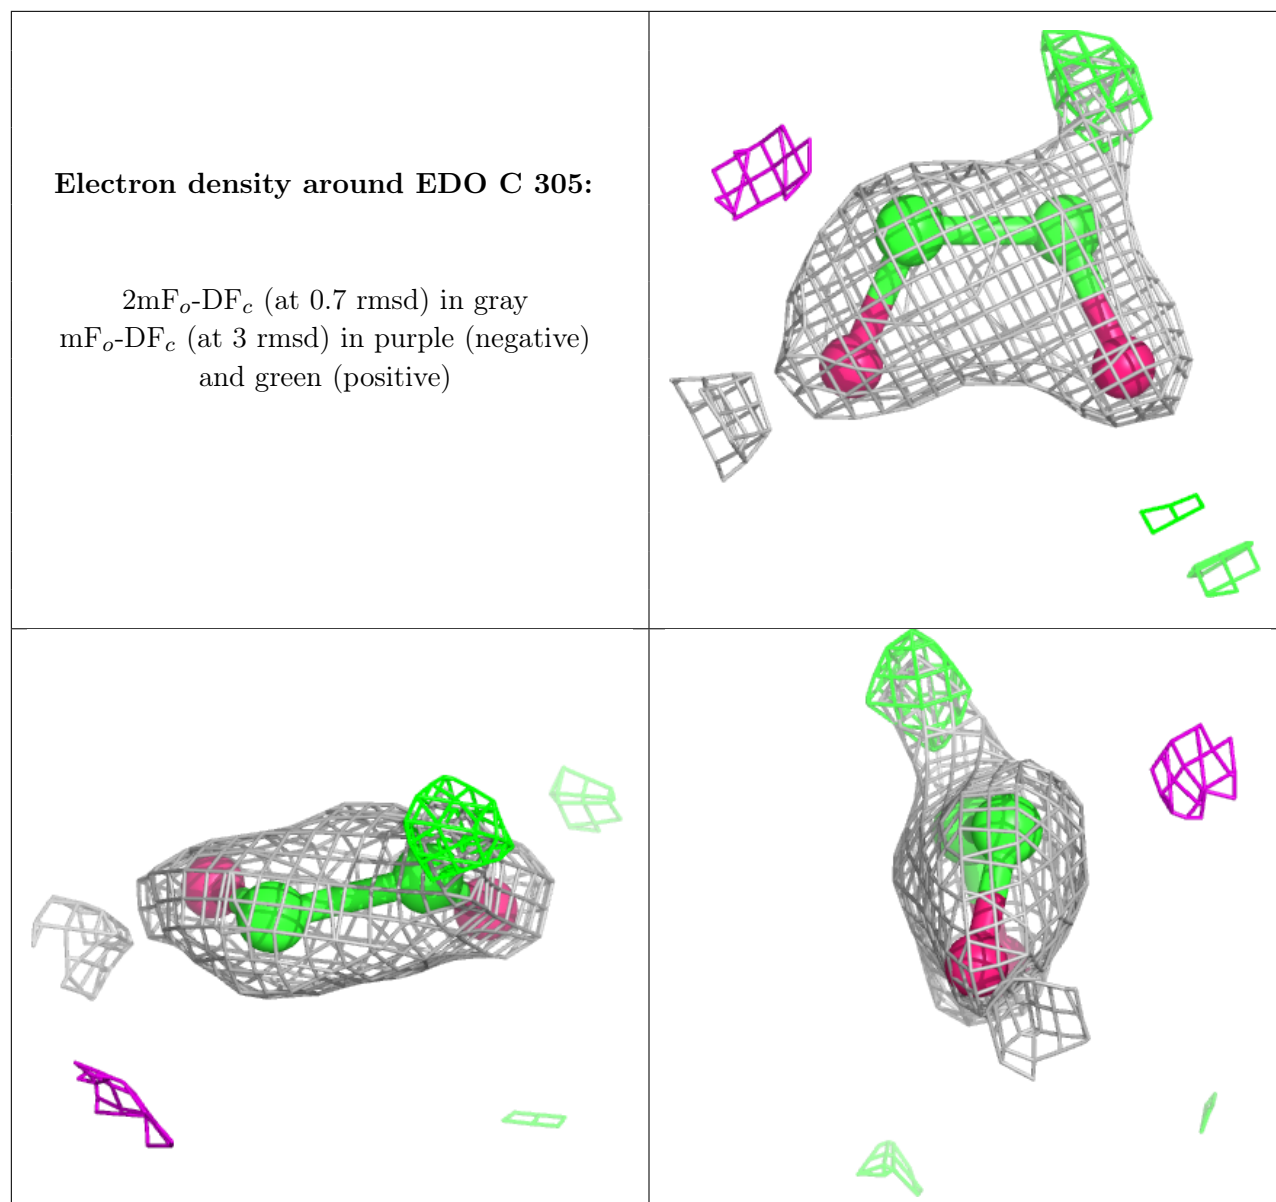 Electron density around EDO C 305:
2mFo-DFc (at 0.7 rmsd) in gray
mFo-DFc (at 3 rmsd) in purple (negative)
and green (positive)